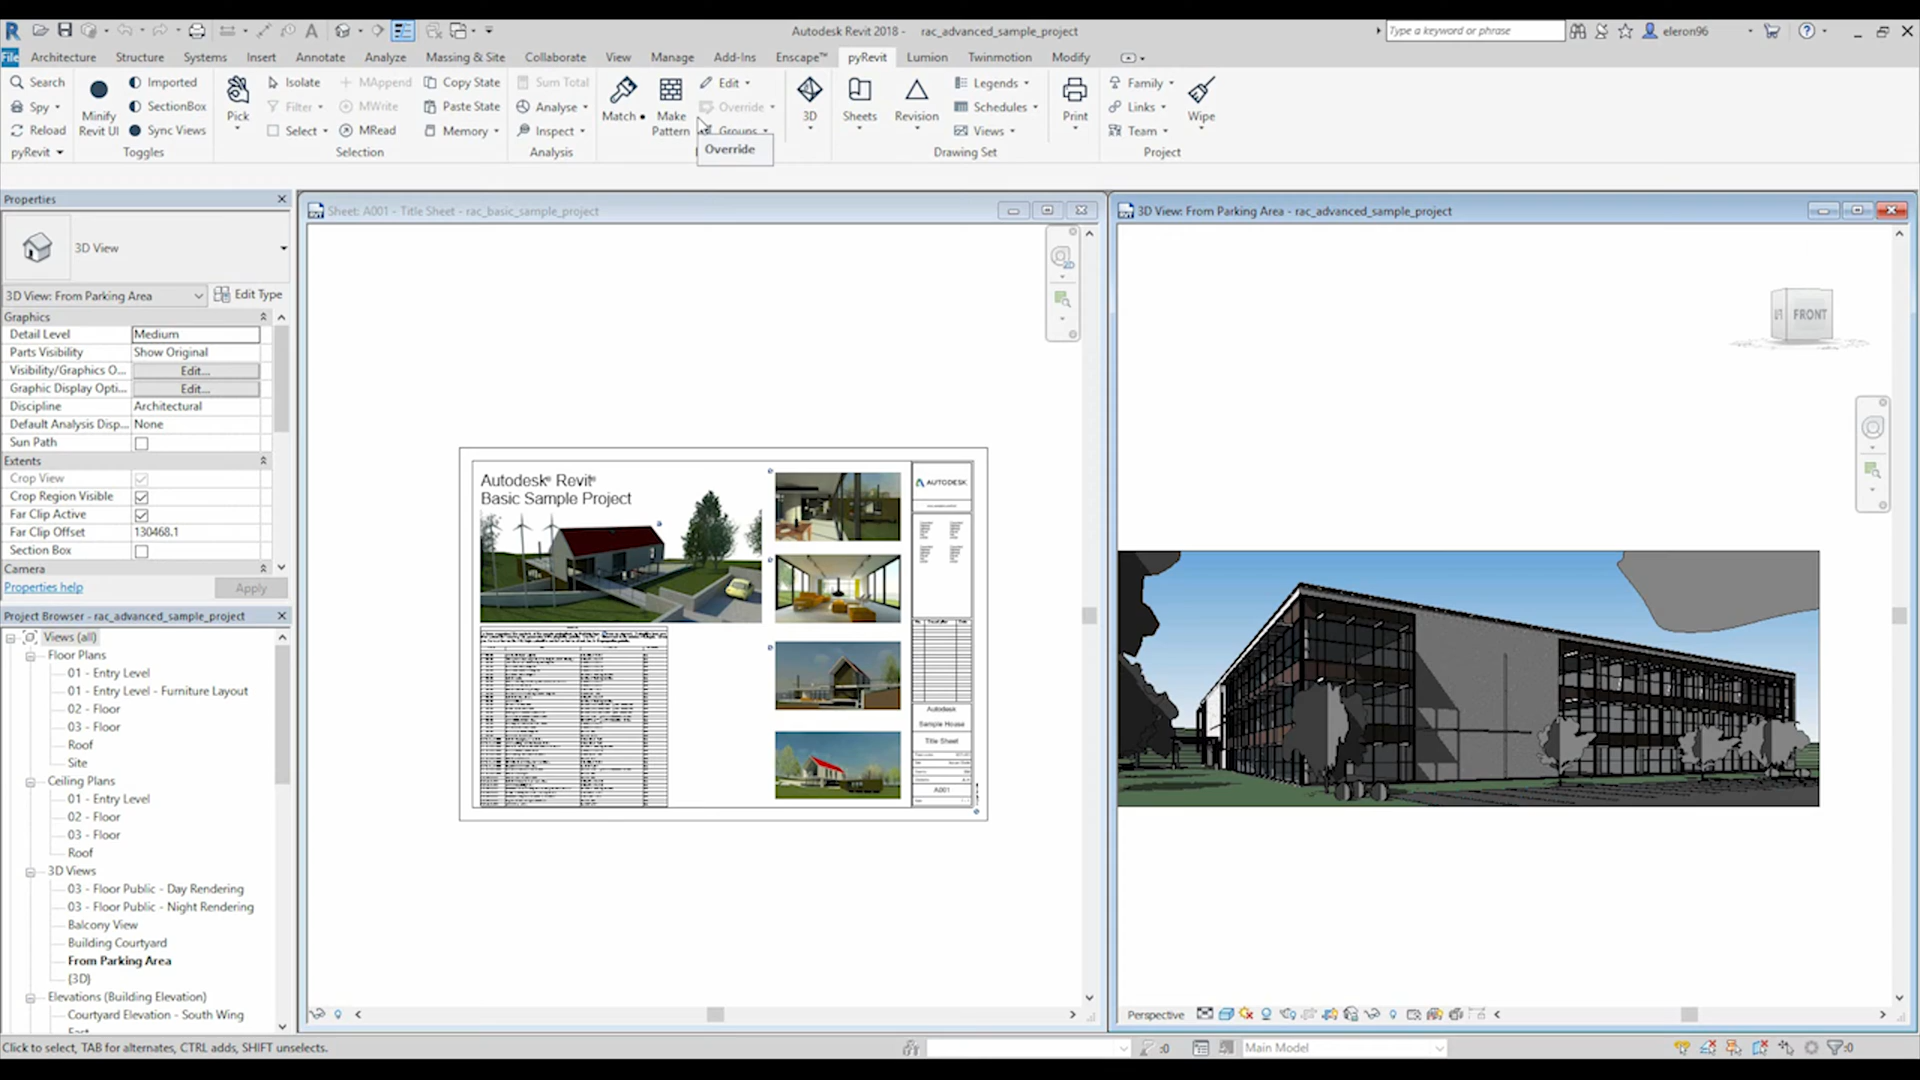 Autodesk Revit 2018 - rac_advanced_sample_project
Type a keyword or phrase
eleron96
File Architecture Structure Systems Insert Annotate Analyze Massing & Site Collaborate View Manage Add-Ins Enscape™ pyRevit Lumion Twinmotion Modify
Search
Spy
Reload
pyRevit
Minify
Revit UI
Imported
SectionBox
Sync Views
Toggles
Pick
Isolate
Filter
Select
MAppend
MWrite
MRead
Copy State
Paste State
Memory
Selection
Sum Total
Analyse
Inspect
Analysis
Match
Make
Pattern
Edit
Override
Groups
Override
3D
Sheets
Revision
Legends
Schedules
Views
Drawing Set
Print
Family
Links
Team
Wipe
Project
Properties
3D View
3D View: From Parking Area
Edit Type
Graphics
Detail Level Medium
Parts Visibility Show Original
Visibility/Graphics O... Edit...
Graphic Display Opti... Edit...
Discipline Architectural
Default Analysis Disp... None
Sun Path
Extents
Crop View
Crop Region Visible
Far Clip Active
Far Clip Offset 130468.1
Section Box
Camera
Properties help
Apply
Project Browser - rac_advanced_sample_project
Views (all)
Floor Plans
01 - Entry Level
01 - Entry Level - Furniture Layout
02 - Floor
03 - Floor
Roof
Site
Ceiling Plans
01 - Entry Level
02 - Floor
03 - Floor
Roof
3D Views
03 - Floor Public - Day Rendering
03 - Floor Public - Night Rendering
Balcony View
Building Courtyard
From Parking Area
{3D}
Elevations (Building Elevation)
Courtyard Elevation - South Wing
East
Sheet: A001 - Title Sheet - rac_basic_sample_project
2D
Autodesk® Revit®
Basic Sample Project
AUTODESK
Autodesk
Sample House
Title Sheet
A001
3D View: From Parking Area - rac_advanced_sample_project
FRONT
Perspective
Click to select, TAB for alternates, CTRL adds, SHIFT unselects.
:0
Main Model
:0